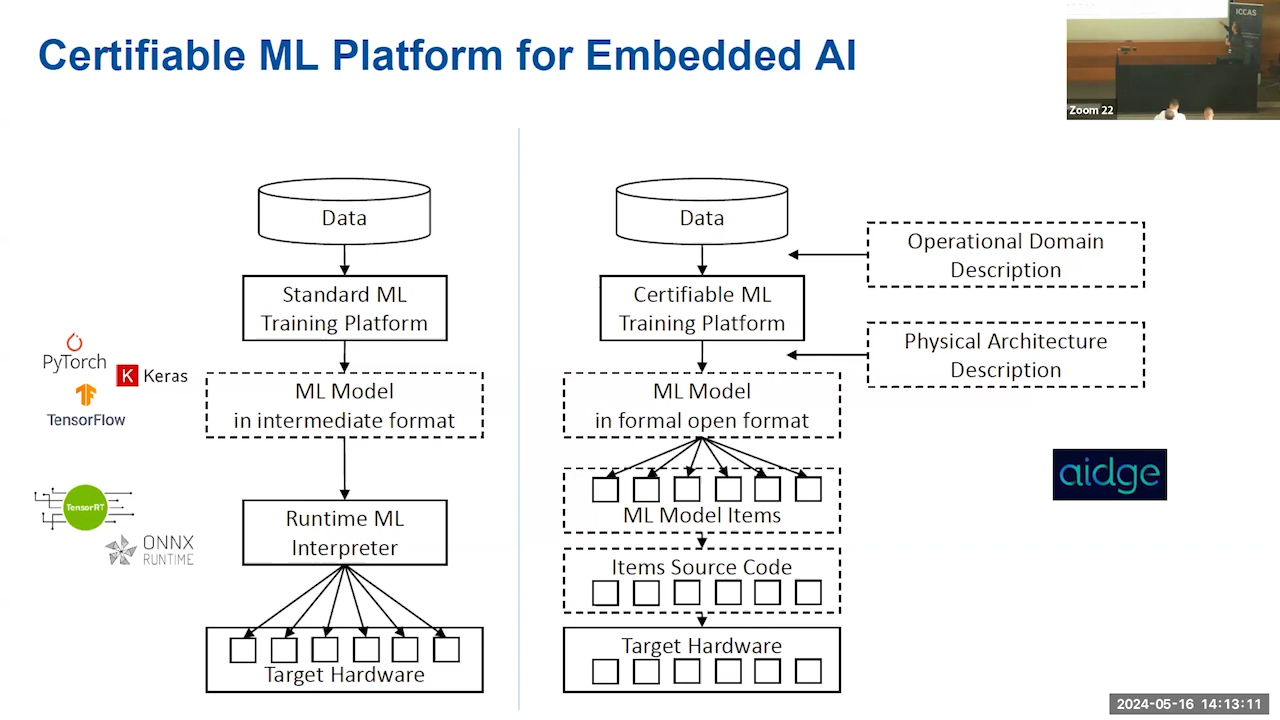 Certifiable ML Platform for Embedded AI
ICCAS
Zoom 22
Data
Standard ML
Training Platform
PyTorch
K Keras
TensorFlow
ML Model
in intermediate format
TensorRT
ONNX
RUNTIME
Runtime ML
Interpreter
Target Hardware
Data
Operational Domain
Description
Certifiable ML
Training Platform
Physical Architecture
Description
ML Model
in formal open format
aidge
ML Model Items
Items Source Code
Target Hardware
2024-05-16 14:13:11